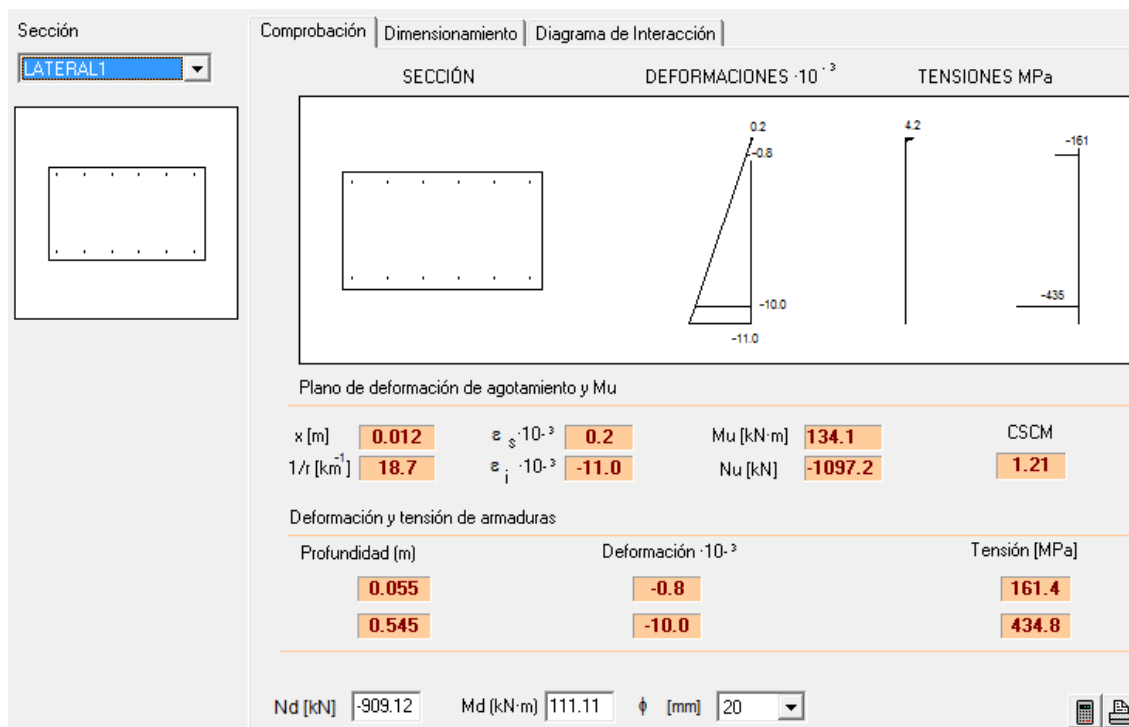 Sección
LATERAL1
Comprobación Dimensionamiento Diagrama de Interacción
SECCIÓN DEFORMACIONES ·10 ⁻³ TENSIONES MPa
0.2 4.2
-0.8 -161
-10.0 -435
-11.0
Plano de deformación de agotamiento y Mu
x [m] 0.012 ε s ·10-³ 0.2 Mu [kN·m] 134.1 CSCM
1/r [km⁻¹] 18.7 ε i ·10-³ -11.0 Nu [kN] -1097.2 1.21
Deformación y tensión de armaduras
Profundidad (m) Deformación ·10-³ Tensión [MPa]
0.055 -0.8 161.4
0.545 -10.0 434.8
Nd [kN] -909.12 Md (kN·m) 111.11 ϕ [mm] 20